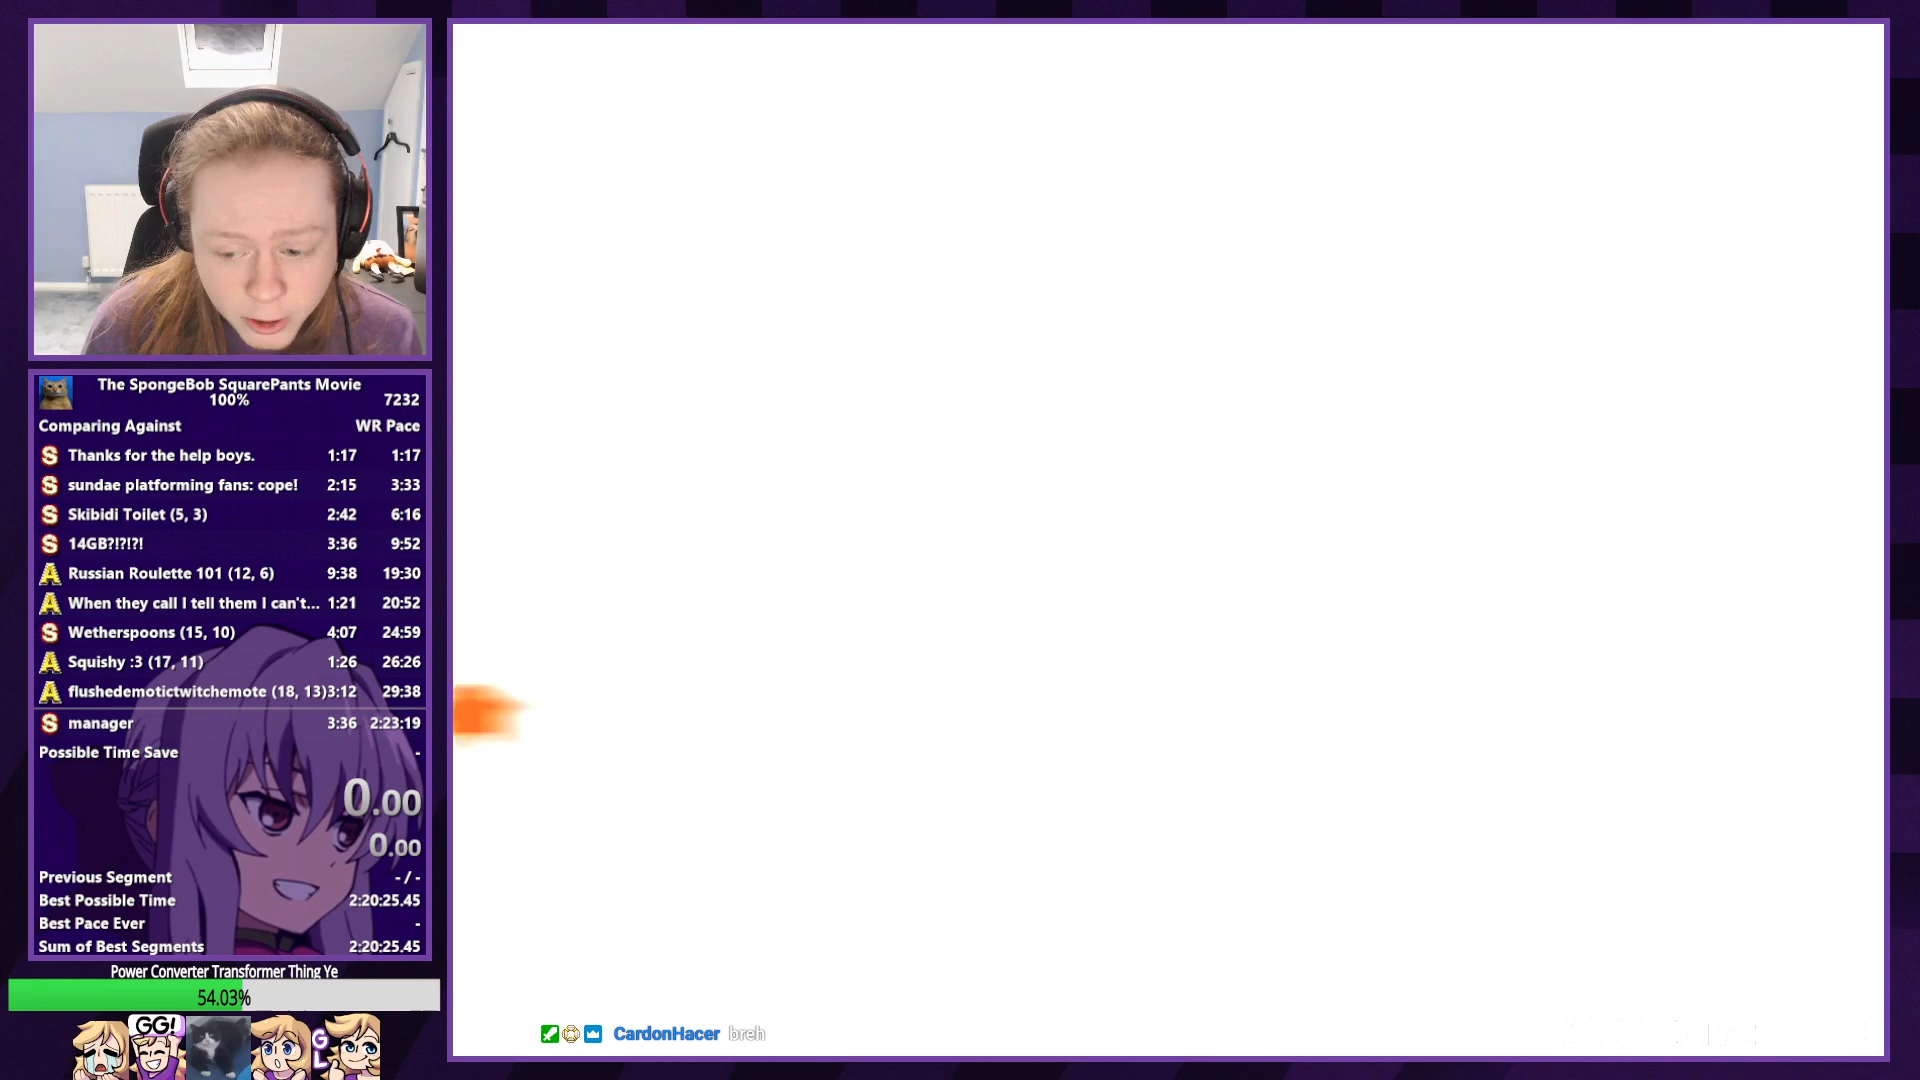 The SpongeBob SquarePants Movie
100% 7232
Comparing Against WR Pace
S Thanks for the help boys. 1:17 1:17
S sundae platforming fans: cope! 2:15 3:33
S Skibidi Toilet (5, 3) 2:42 6:16
S 14GB?!?!?! 3:36 9:52
A Russian Roulette 101 (12, 6) 9:38 19:30
A When they call I tell them I can't... 1:21 20:52
S Wetherspoons (15, 10) 4:07 24:59
A Squishy :3 (17, 11) 1:26 26:26
A flushedemotictwitchemote (18, 13) 3:12 29:38
S manager 3:36 2:23:19
Possible Time Save -
0.00
0.00
Previous Segment - / -
Best Possible Time 2:20:25.45
Best Pace Ever -
Sum of Best Segments 2:20:25.45
Power Converter Transformer Thing Ye
54.03%
GG!
GL
CardonHacer breh